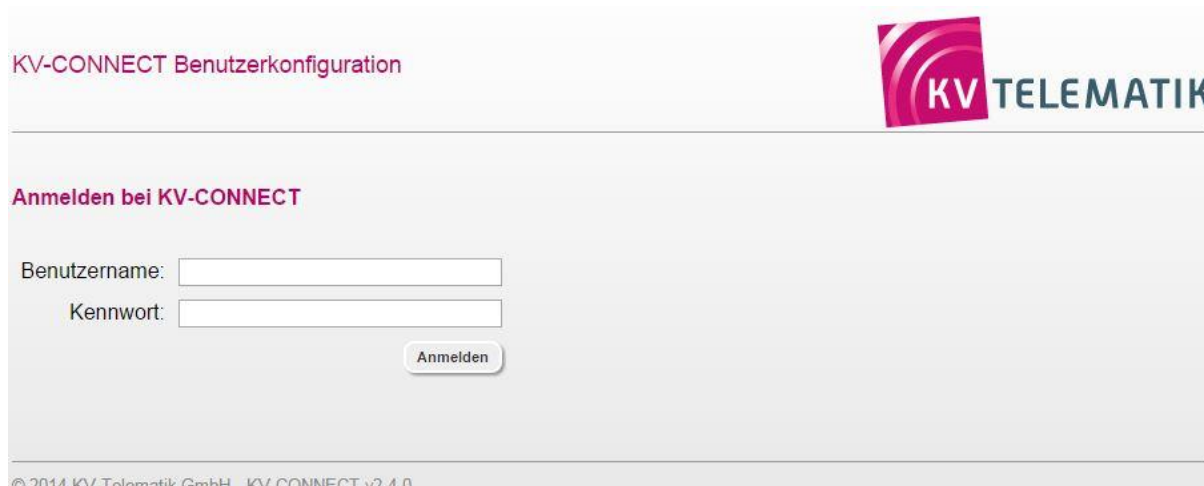 KV-CONNECT Benutzerkonfiguration
KV TELEMATIK
Anmelden bei KV-CONNECT
Benutzername:
Kennwort:
Anmelden
© 2014 KV Telematik GmbH - KV-CONNECT v2.4.0